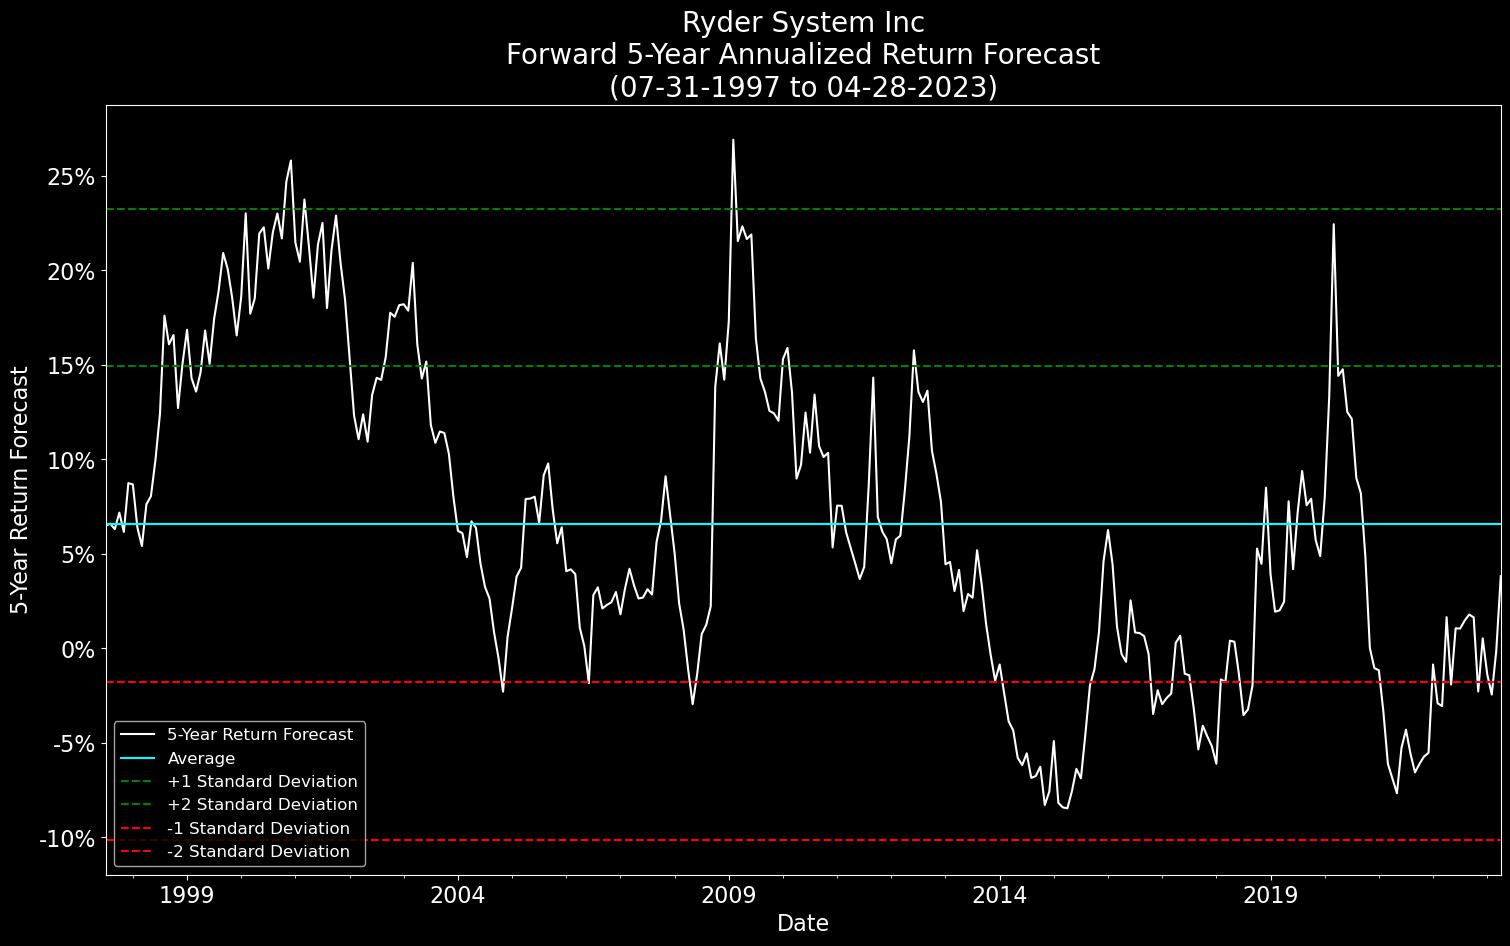 Ryder System Inc
Forward 5-Year Annualized Return Forecast
(07-31-1997 to 04-28-2023)
5-Year Return Forecast
25%
20%
15%
10%
5%
0%
-5%
-10%
5-Year Return Forecast
Average
+1 Standard Deviation
+2 Standard Deviation
-1 Standard Deviation
-2 Standard Deviation
1999
2004
2009
2014
2019
Date